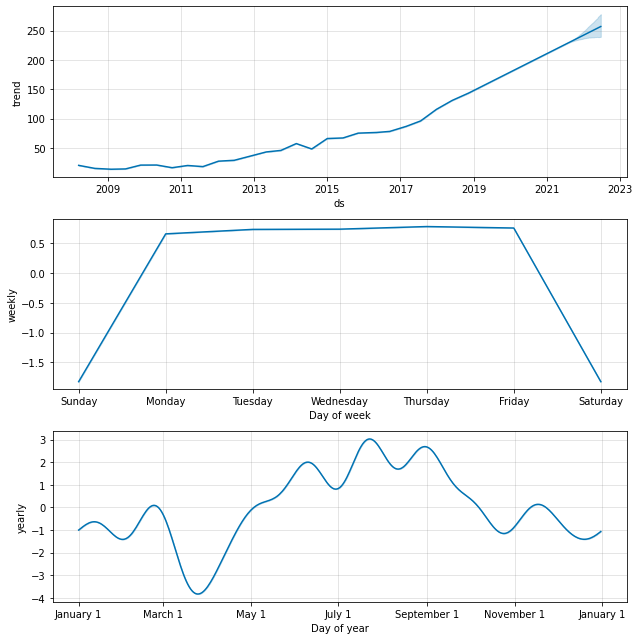 250
200
150
100
50
trend
2009 2011 2013 2015 2017 2019 2021 2023
ds
0.5
0.0
−0.5
−1.0
−1.5
weekly
Sunday Monday Tuesday Wednesday Thursday Friday Saturday
Day of week
3
2
1
0
−1
−2
−3
−4
yearly
January 1 March 1 May 1 July 1 September 1 November 1 January 1
Day of year